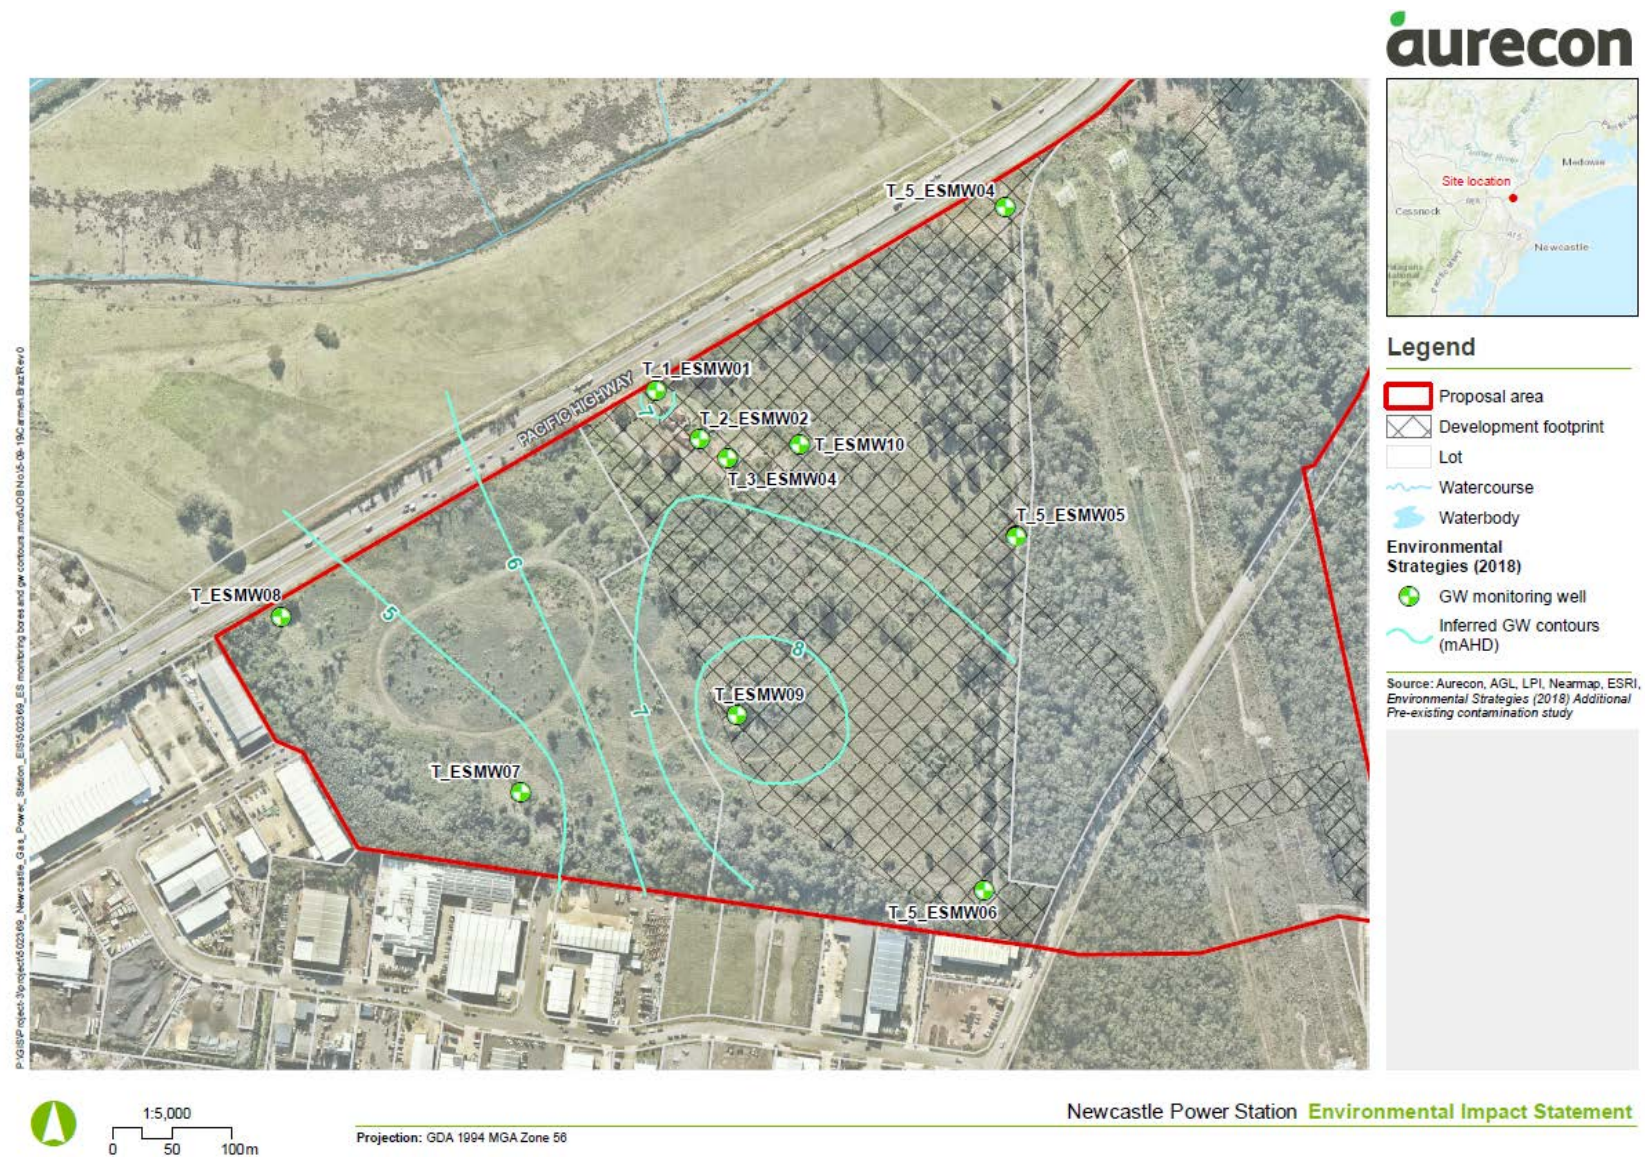 aurecon
Hunter River
Medowie
Site location
Cessnock
Newcastle
T_5_ESMW04
T_1_ESMW01
PACIFIC HIGHWAY
7
T_2_ESMW02
T_ESMW10
T_3_ESMW04
T_5_ESMW05
6
T_ESMW08
5
8
T_ESMW09
7
T_ESMW07
T_5_ESMW06
Legend
Proposal area
Development footprint
Lot
Watercourse
Waterbody
Environmental
Strategies (2018)
GW monitoring well
Inferred GW contours
(mAHD)
Source: Aurecon, AGL, LPI, Nearmap, ESRI,
Environmental Strategies (2018) Additional
Pre-existing contamination study
1:5,000
0 50 100m
Projection: GDA 1994 MGA Zone 56
Newcastle Power Station Environmental Impact Statement